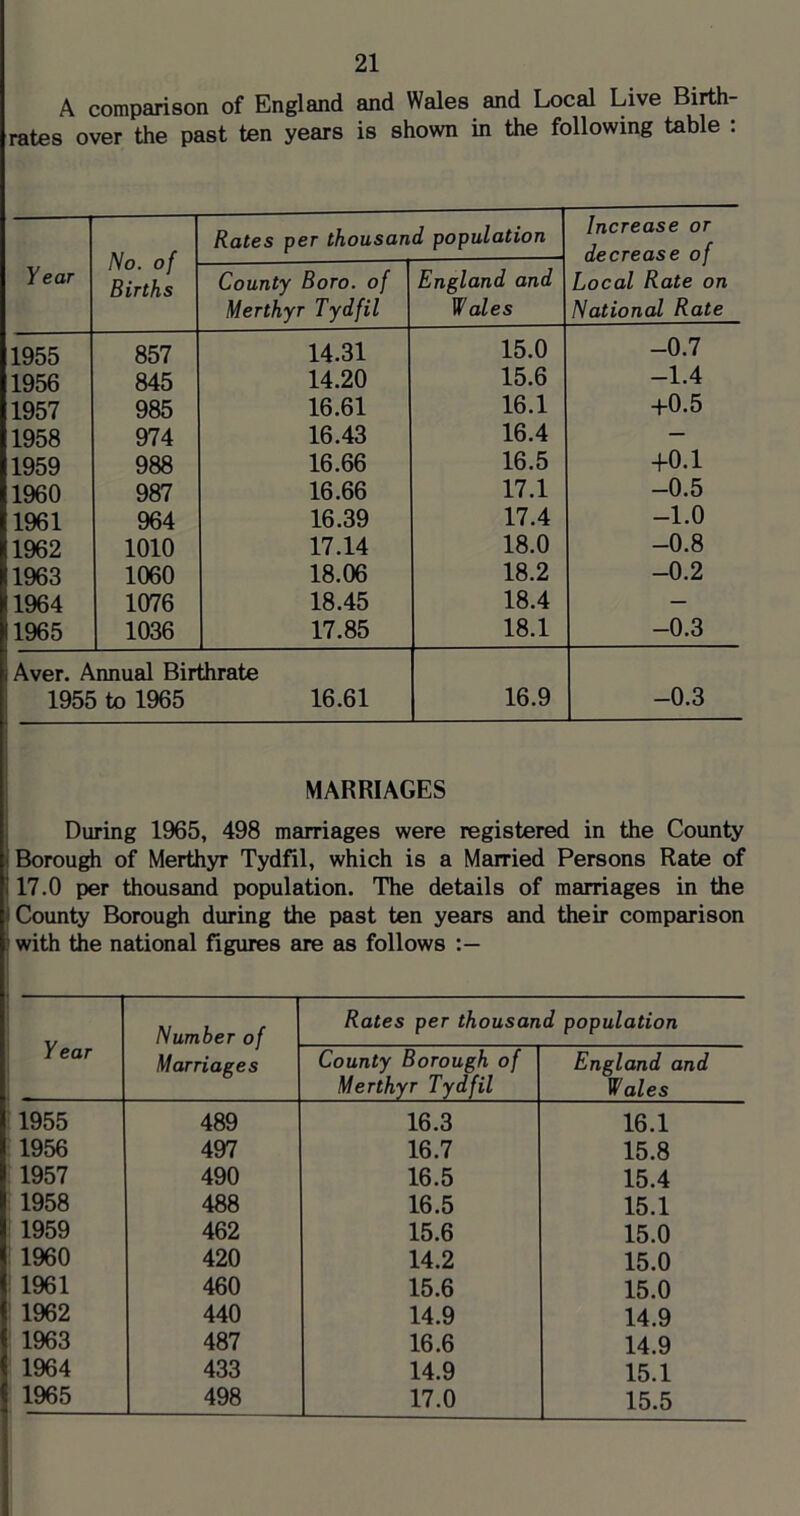 21
A comparison of England and Wales and Local Live Birth-
rates over the past ten years is shown in the following table :
Year No. of Births Rates per thousand population Increase or decrease of Local Rate on National Rate
County Boro. of Merthyr Tydfil England and Wales
1955 857 14.31 15.0 –0.7
1956 845 14.20 15.6 –1.4
1957 985 16.61 16.1 +0.5
1958 974 16.43 16.4 –
1959 988 16.66 16.5 +0.1
1960 987 16.66 17.1 –0.5
1961 964 16.39 17.4 –1.0
1962 1010 17.14 18.0 –0.8
1963 1060 18.06 18.2 –0.2
1964 1076 18.45 18.4 –
1965 1036 17.85 18.1 –0.3
Aver. Annual Birthrate
1955 to 1965 16.61 16.9 –0.3
MARRIAGES
During 1965, 498 marriages were registered in the County
Borough of Merthyr Tydfil, which is a Married Persons Rate of
17.0 per thousand population. The details of marriages in the
County Borough during the past ten years and their comparison
with the national figures are as follows :–
Year Number of Marriages Rates per thousand population
County Borough of Merthyr Tydfil England and Wales
1955 489 16.3 16.1
1956 497 16.7 15.8
1957 490 16.5 15.4
1958 488 16.5 15.1
1959 462 15.6 15.0
1960 420 14.2 15.0
1961 460 15.6 15.0
1962 440 14.9 14.9
1963 487 16.6 14.9
1964 433 14.9 15.1
1965 498 17.0 15.5